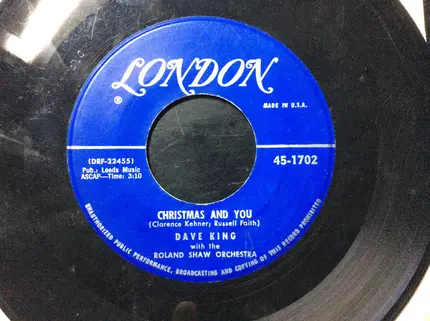 LONDON
®
MADE IN U.S.A.
(DRF-22455)
Pub.: Leeds Music
ASCAP—Time: 3:10
45-1702
CHRISTMAS AND YOU
(Clarence Kehner; Russell Faith)
DAVE KING
with the
ROLAND SHAW ORCHESTRA
UNAUTHORIZED PUBLIC PERFORMANCE, BROADCASTING AND COPYING OF THIS RECORD PROHIBITED